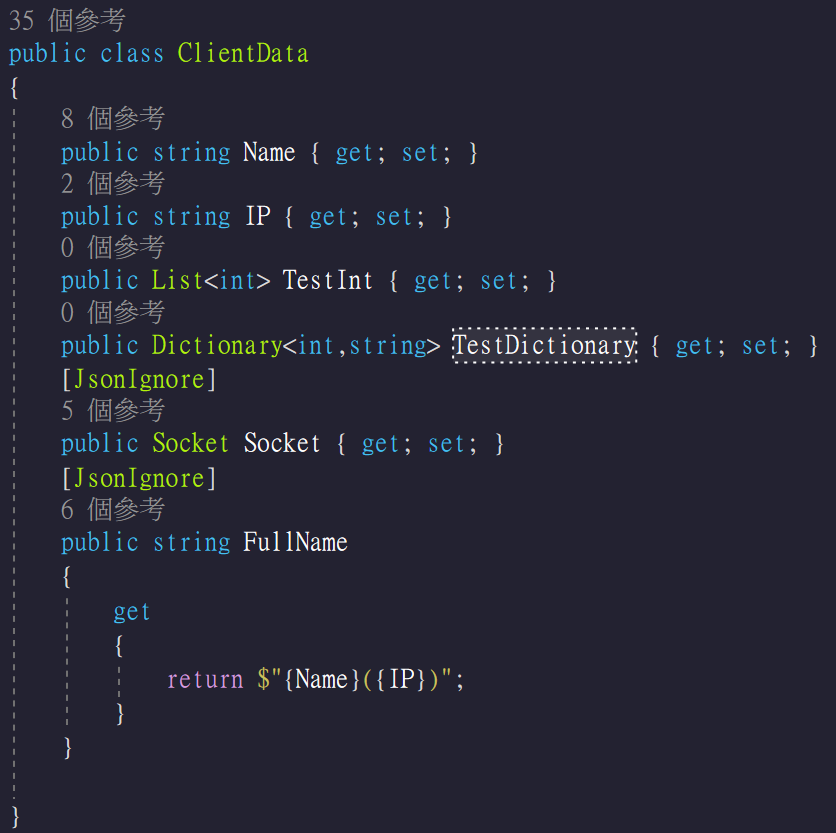 35 個參考
public class ClientData
{
8 個參考
public string Name { get; set; }
2 個參考
public string IP { get; set; }
0 個參考
public List<int> TestInt { get; set; }
0 個參考
public Dictionary<int,string> TestDictionary { get; set; }
[JsonIgnore]
5 個參考
public Socket Socket { get; set; }
[JsonIgnore]
6 個參考
public string FullName
{
get
{
return $"{Name}({IP})";
}
}
}